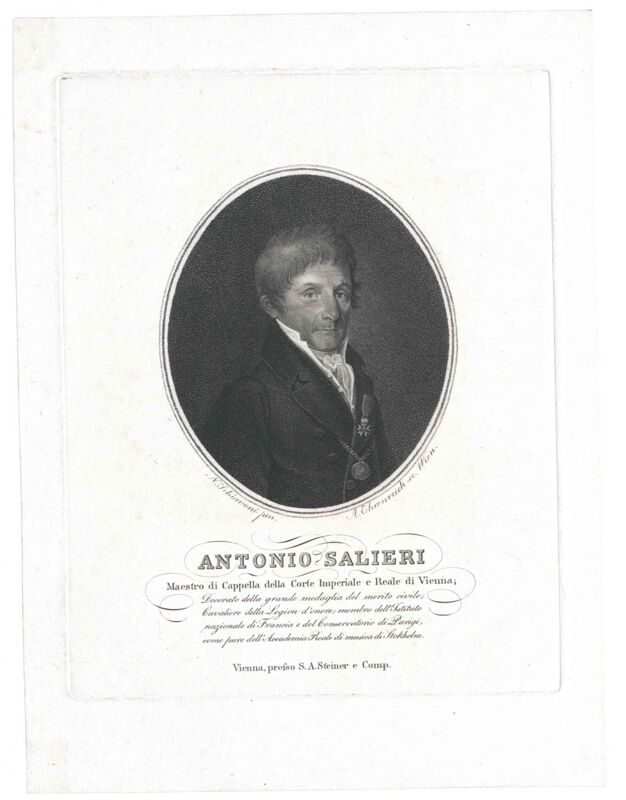 N. Schiavoni pin.
A. Ehrenreich sc. Wien.
ANTONIO SALIERI
Maestro di Cappella della Corte Imperiale e Reale di Vienna;
Decorato della grande medaglia del merito civile;
Cavaliere della Legion d'onore; membro dell'Istituto
nazionale di Francia e del Conservatorio di Parigi,
come pure dell'Accademia Reale di musica di Stokholm.
Vienna, preſso S. A. Steiner e Comp.